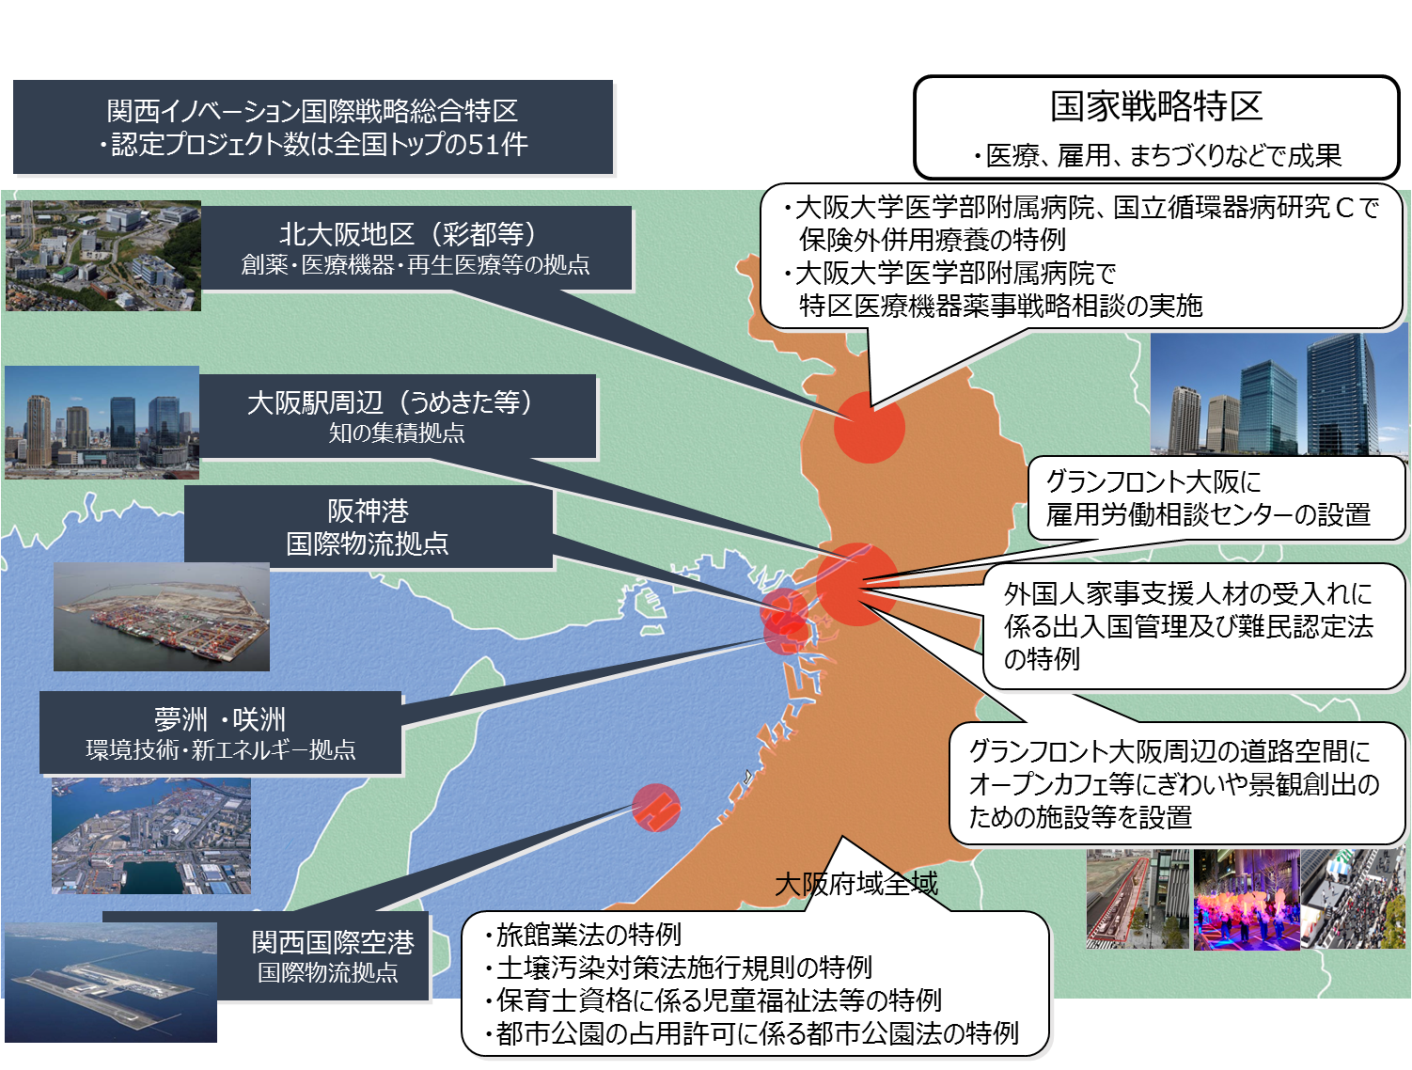 関西イノベーション国際戦略総合特区
・認定プロジェクト数は全国トップの51件
国家戦略特区
・医療、雇用、まちづくりなどで成果
北大阪地区（彩都等）
創薬・医療機器・再生医療等の拠点
・大阪大学医学部附属病院、国立循環器病研究Ｃで
保険外併用療養の特例
・大阪大学医学部附属病院で
特区医療機器薬事戦略相談の実施
大阪駅周辺（うめきた等）
知の集積拠点
グランフロント大阪に
雇用労働相談センターの設置
阪神港
国際物流拠点
外国人家事支援人材の受入れに
係る出入国管理及び難民認定法
の特例
夢洲・咲洲
環境技術・新エネルギー拠点
グランフロント大阪周辺の道路空間に
オープンカフェ等にぎわいや景観創出の
ための施設等を設置
大阪府域全域
関西国際空港
国際物流拠点
・旅館業法の特例
・土壌汚染対策法施行規則の特例
・保育士資格に係る児童福祉法等の特例
・都市公園の占用許可に係る都市公園法の特例